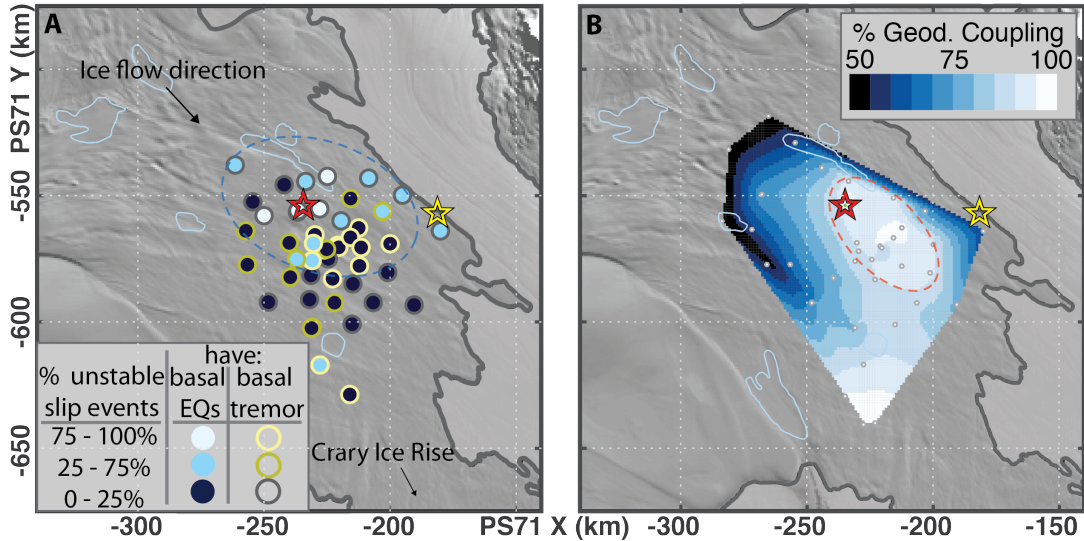 A
Ice flow direction
PS71 Y (km)
-550
-600
-650
have:
% unstable basal basal
slip events EQs tremor
75 - 100%
25 - 75%
0 - 25%
Crary Ice Rise
-300 -250 -200 PS71 X (km) -300 -250 -200 -150
B
% Geod. Coupling
50 75 100